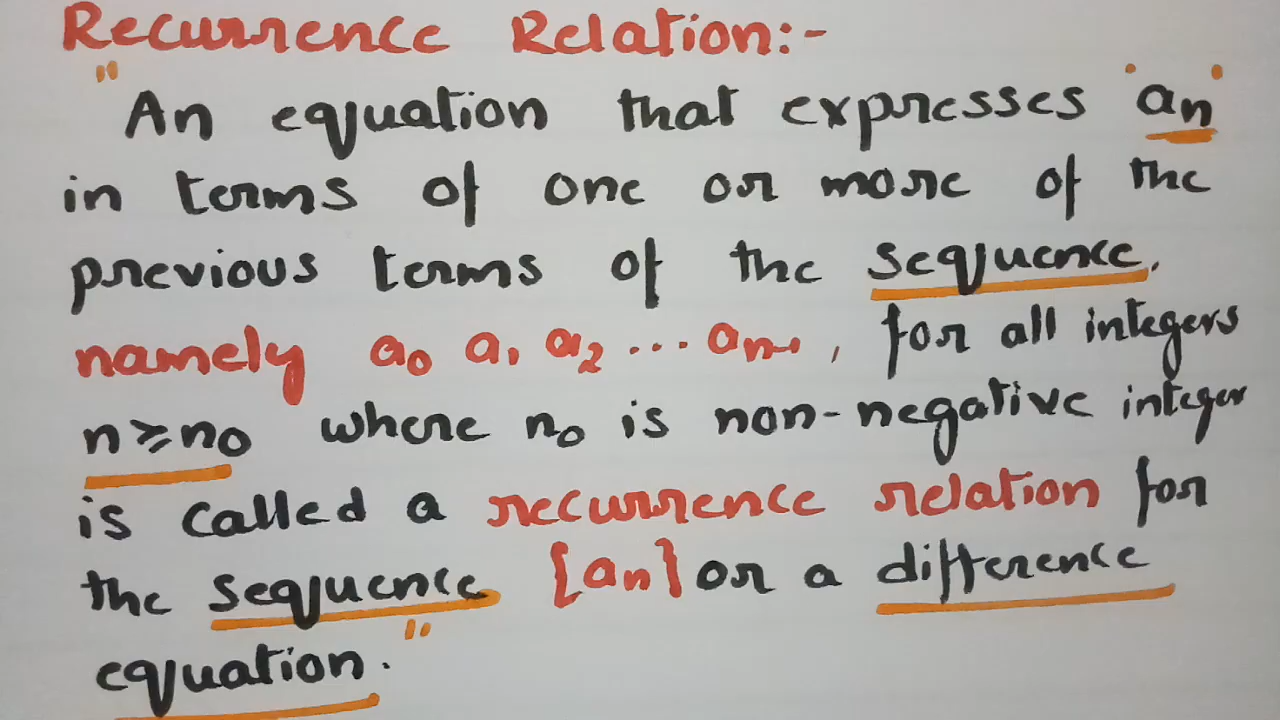 Recurrence Relation:-
"An equation that expresses 'an'
in terms of one or more of the
previous terms of the sequence,
namely a₀ a₁ a₂ ... aₙ₋₁, for all integers
n ≥ n₀ where n₀ is non-negative integer
is called a recurrence relation for
the sequence {aₙ} or a difference
equation."